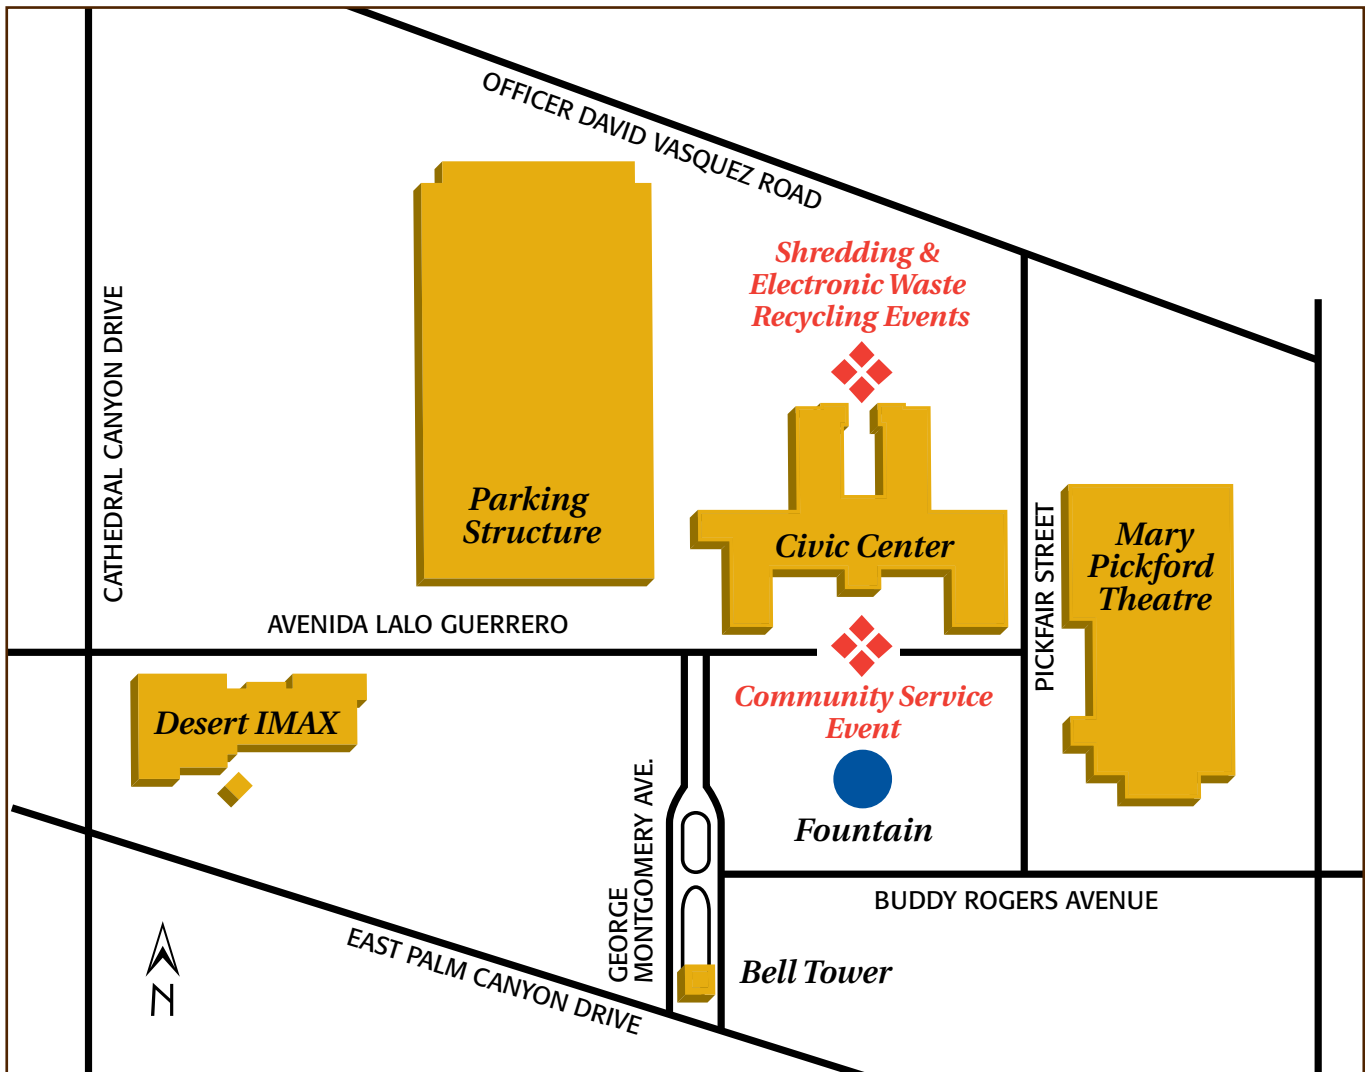 OFFICER DAVID VASQUEZ ROAD
Shredding &
Electronic Waste
Recycling Events
CATHEDRAL CANYON DRIVE
Parking
Structure
Civic Center
PICKFAIR STREET
Mary
Pickford
Theatre
AVENIDA LALO GUERRERO
Desert IMAX
Community Service
Event
Fountain
GEORGE
MONTGOMERY AVE.
BUDDY ROGERS AVENUE
EAST PALM CANYON DRIVE
Bell Tower
N